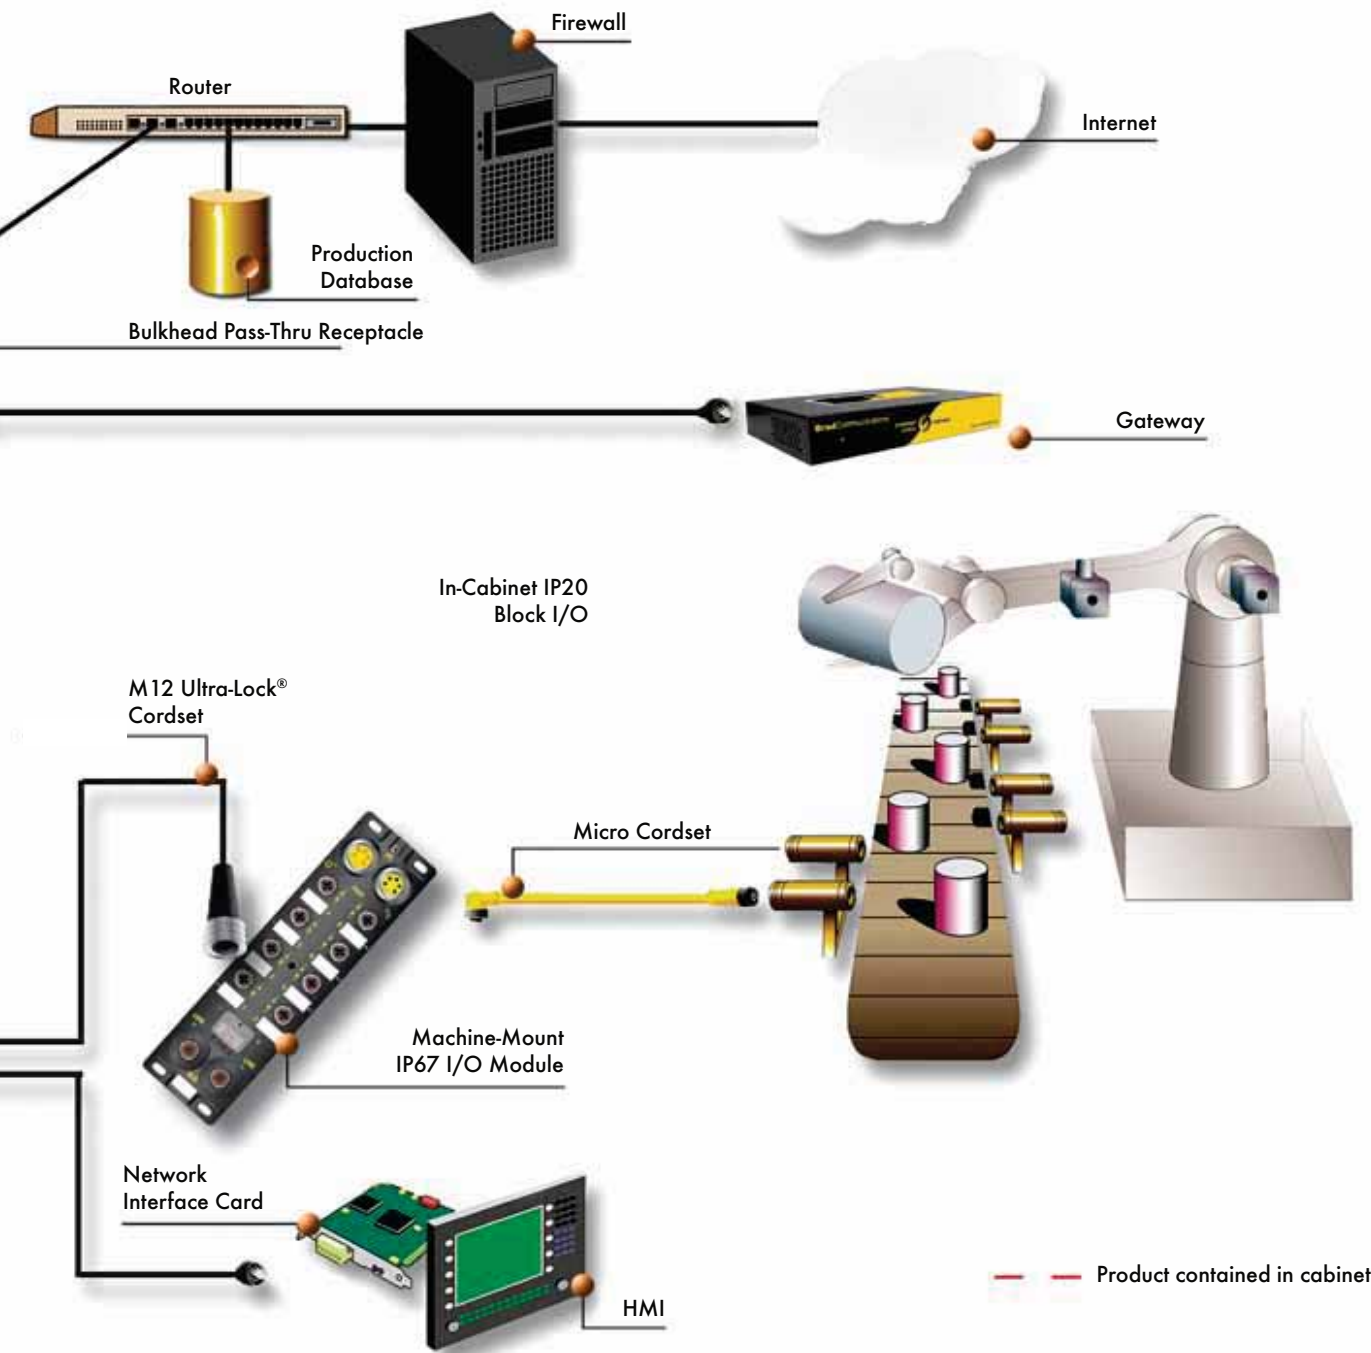 Firewall
Router
Internet
Production
Database
Bulkhead Pass-Thru Receptacle
Gateway
In-Cabinet IP20
Block I/O
M12 Ultra-Lock®
Cordset
Micro Cordset
Machine-Mount
IP67 I/O Module
Network
Interface Card
Product contained in cabinet
HMI